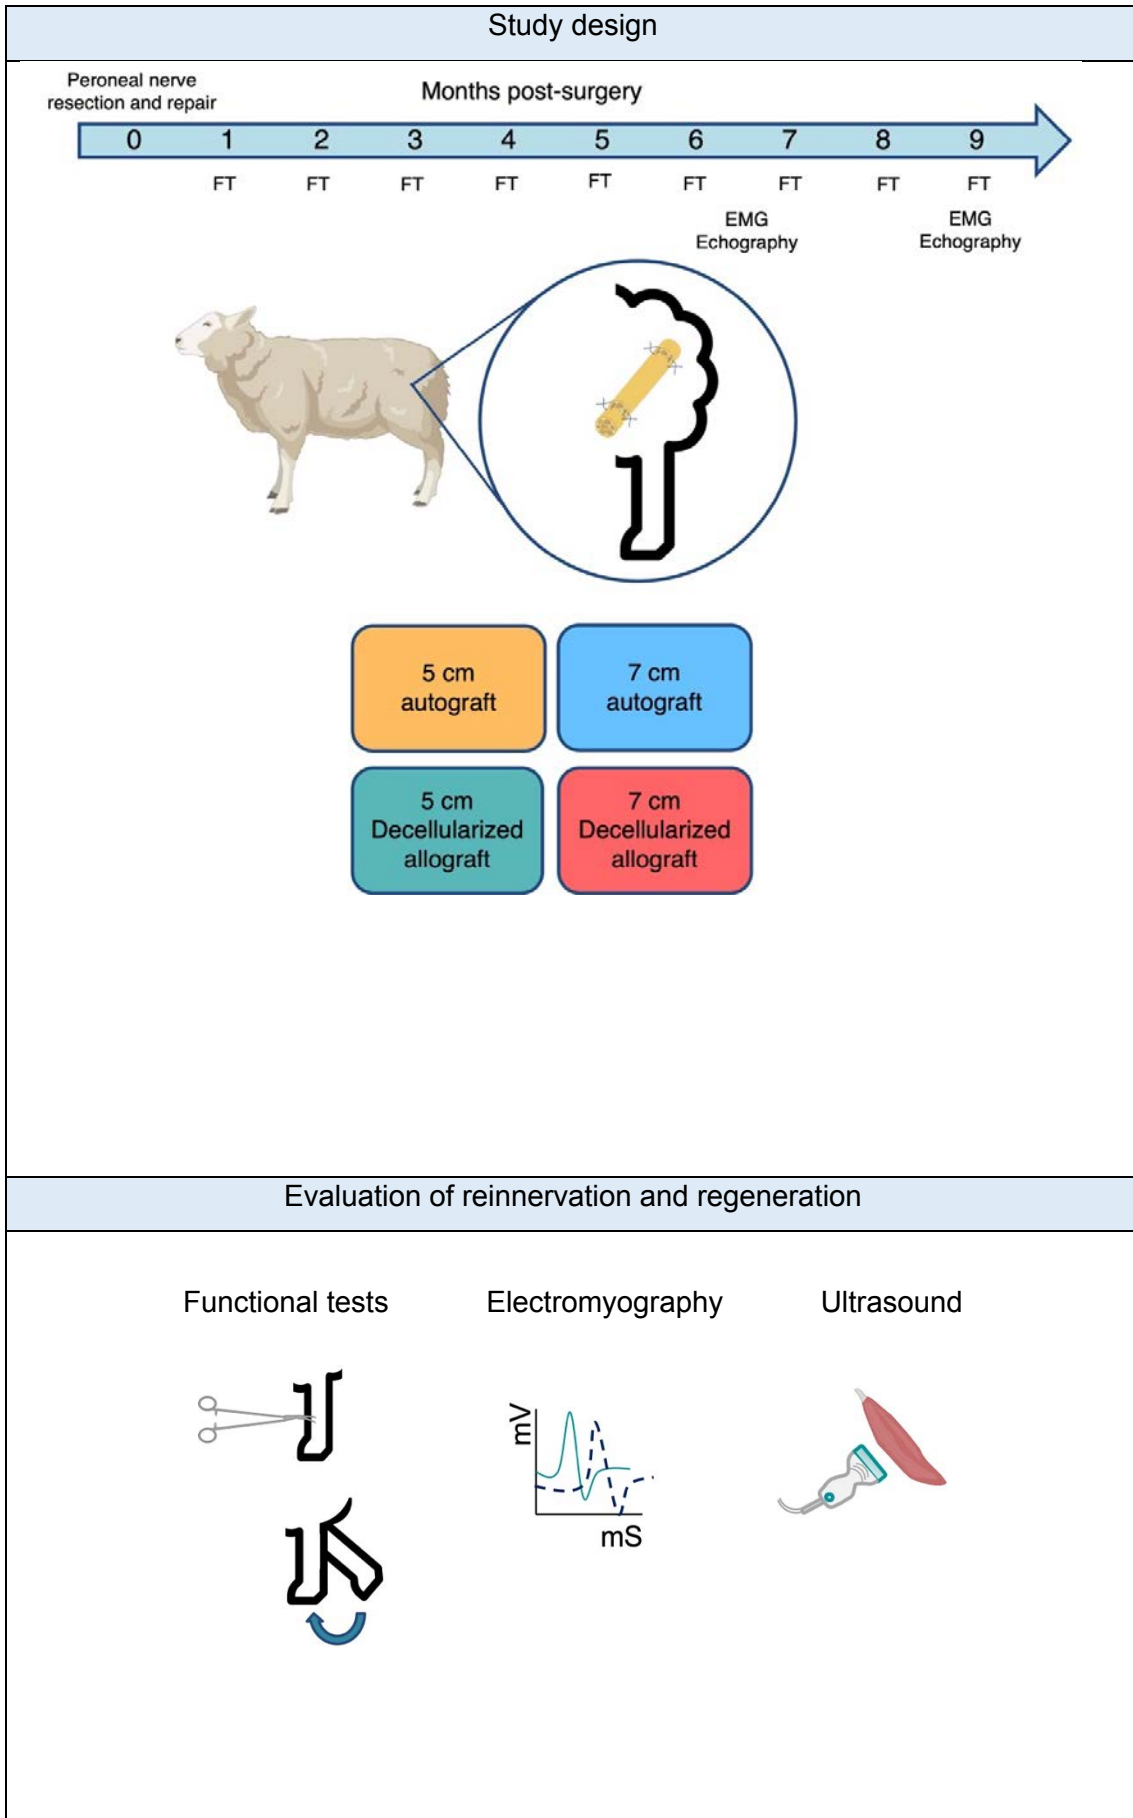 Study design
Peroneal nerve
resection and repair
Months post-surgery
0 1 2 3 4 5 6 7 8 9
FT FT FT FT FT FT FT FT FT
EMG
Echography
EMG
Echography
5 cm
autograft
7 cm
autograft
5 cm
Decellularized
allograft
7 cm
Decellularized
allograft
Evaluation of reinnervation and regeneration
Functional tests
Electromyography
Ultrasound
mV
mS